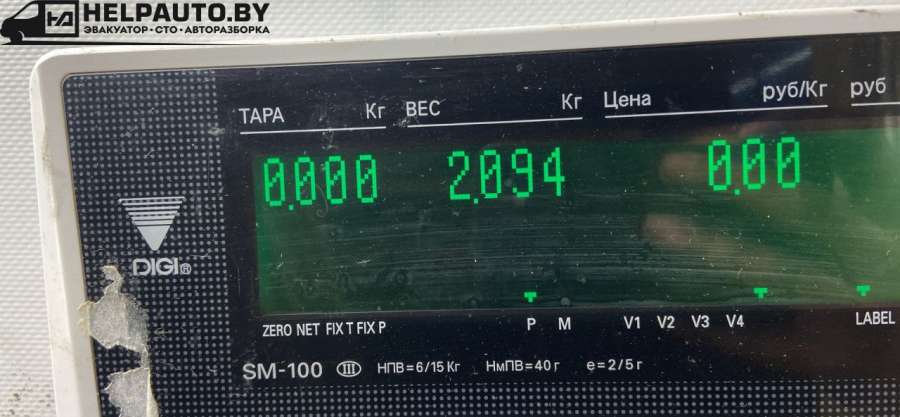 HELPAUTO.BY
ЭВАКУАТОР · СТО · АВТОРАЗБОРКА
ТАРА Кг ВЕС Кг Цена руб/Кг руб
0.000 2.094 0.00
DIGI®
ZERO NET FIX T FIX P P M V1 V2 V3 V4 LABEL
SM-100 III НПВ=6/15 Кг НмПВ=40 г e=2/5 г